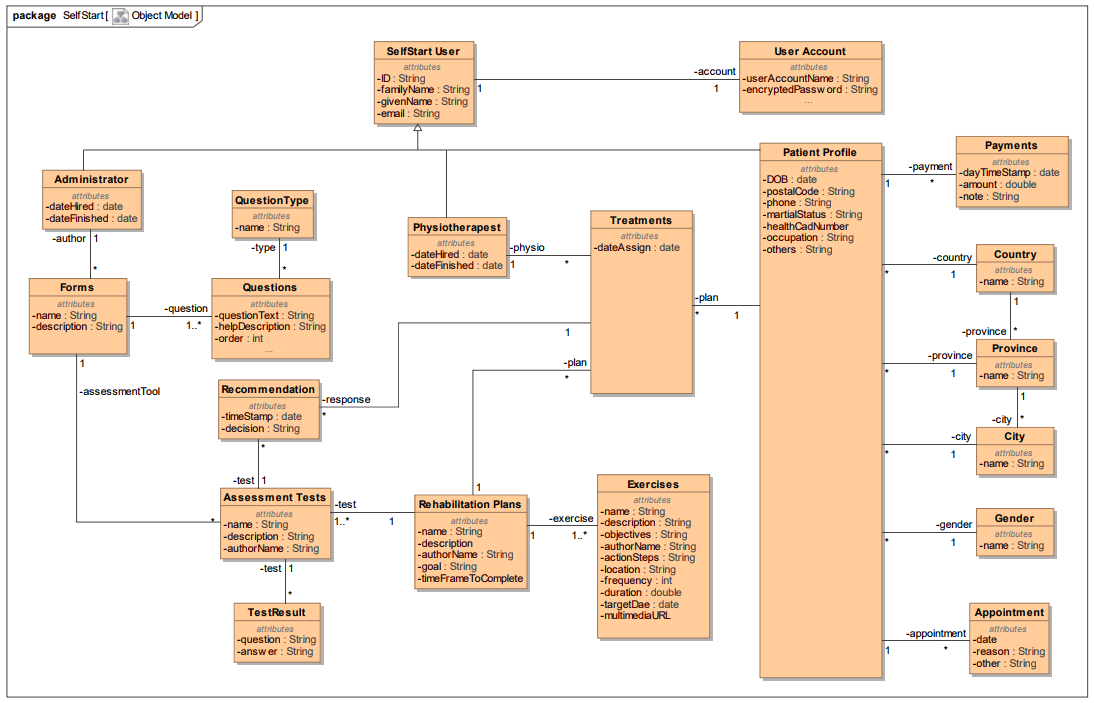 package SelfStart [ Object Model ]
SelfStart User
attributes
-ID : String
-familyName : String
-givenName : String
-email : String
1
-account
1
User Account
attributes
-userAccountName : String
-encryptedPassword : String
...
Administrator
attributes
-dateHired : date
-dateFinished : date
-author
1
*
QuestionType
attributes
-name : String
-type
1
*
Physiotherapest
attributes
-dateHired : date
-dateFinished : date
-physio
1
*
Treatments
attributes
-dateAssign : date
-plan
*
1
Patient Profile
attributes
-DOB : date
-postalCode : String
-phone : String
-martialStatus : String
-healthCadNumber
-occupation : String
-others : String
-payment
1
*
Payments
attributes
-dayTimeStamp : date
-amount : double
-note : String
-country
*
1
Country
attributes
-name : String
1
-province
*
-province
*
1
Province
attributes
-name : String
1
-city
*
-city
*
1
City
attributes
-name : String
-gender
*
1
Gender
attributes
-name : String
-appointment
1
*
Appointment
attributes
-date
-reason : String
-other : String
Forms
attributes
-name : String
-description : String
1
-question
1..*
Questions
attributes
-questionText : String
-helpDescription : String
-order : int
...
1
-assessmentTool
*
1
-response
*
-plan
*
1
Recommendation
attributes
-timeStamp : date
-decision : String
*
-test
1
Assessment Tests
attributes
-name : String
-description : String
-authorName : String
-test
1..*
1
Rehabilitation Plans
attributes
-name : String
-description
-authorName : String
-goal : String
-timeFrameToComplete
-exercise
1
1..*
Exercises
attributes
-name : String
-description : String
-objectives : String
-authorName : String
-actionSteps : String
-location : String
-frequency : int
-duration : double
-targetDae : date
-multimediaURL
-test
1
*
TestResult
attributes
-question : String
-answer : String